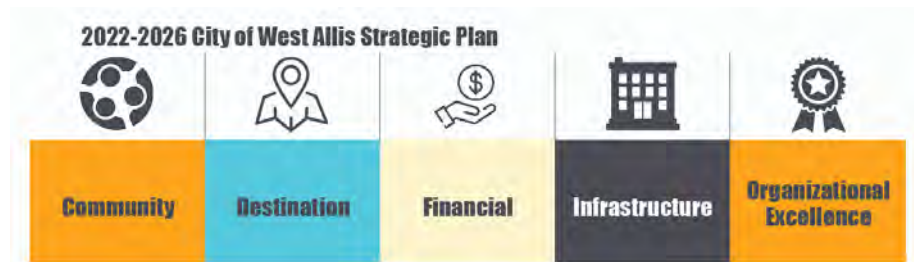 2022-2026 City of West Allis Strategic Plan
$
Community
Destination
Financial
Infrastructure
Organizational
Excellence